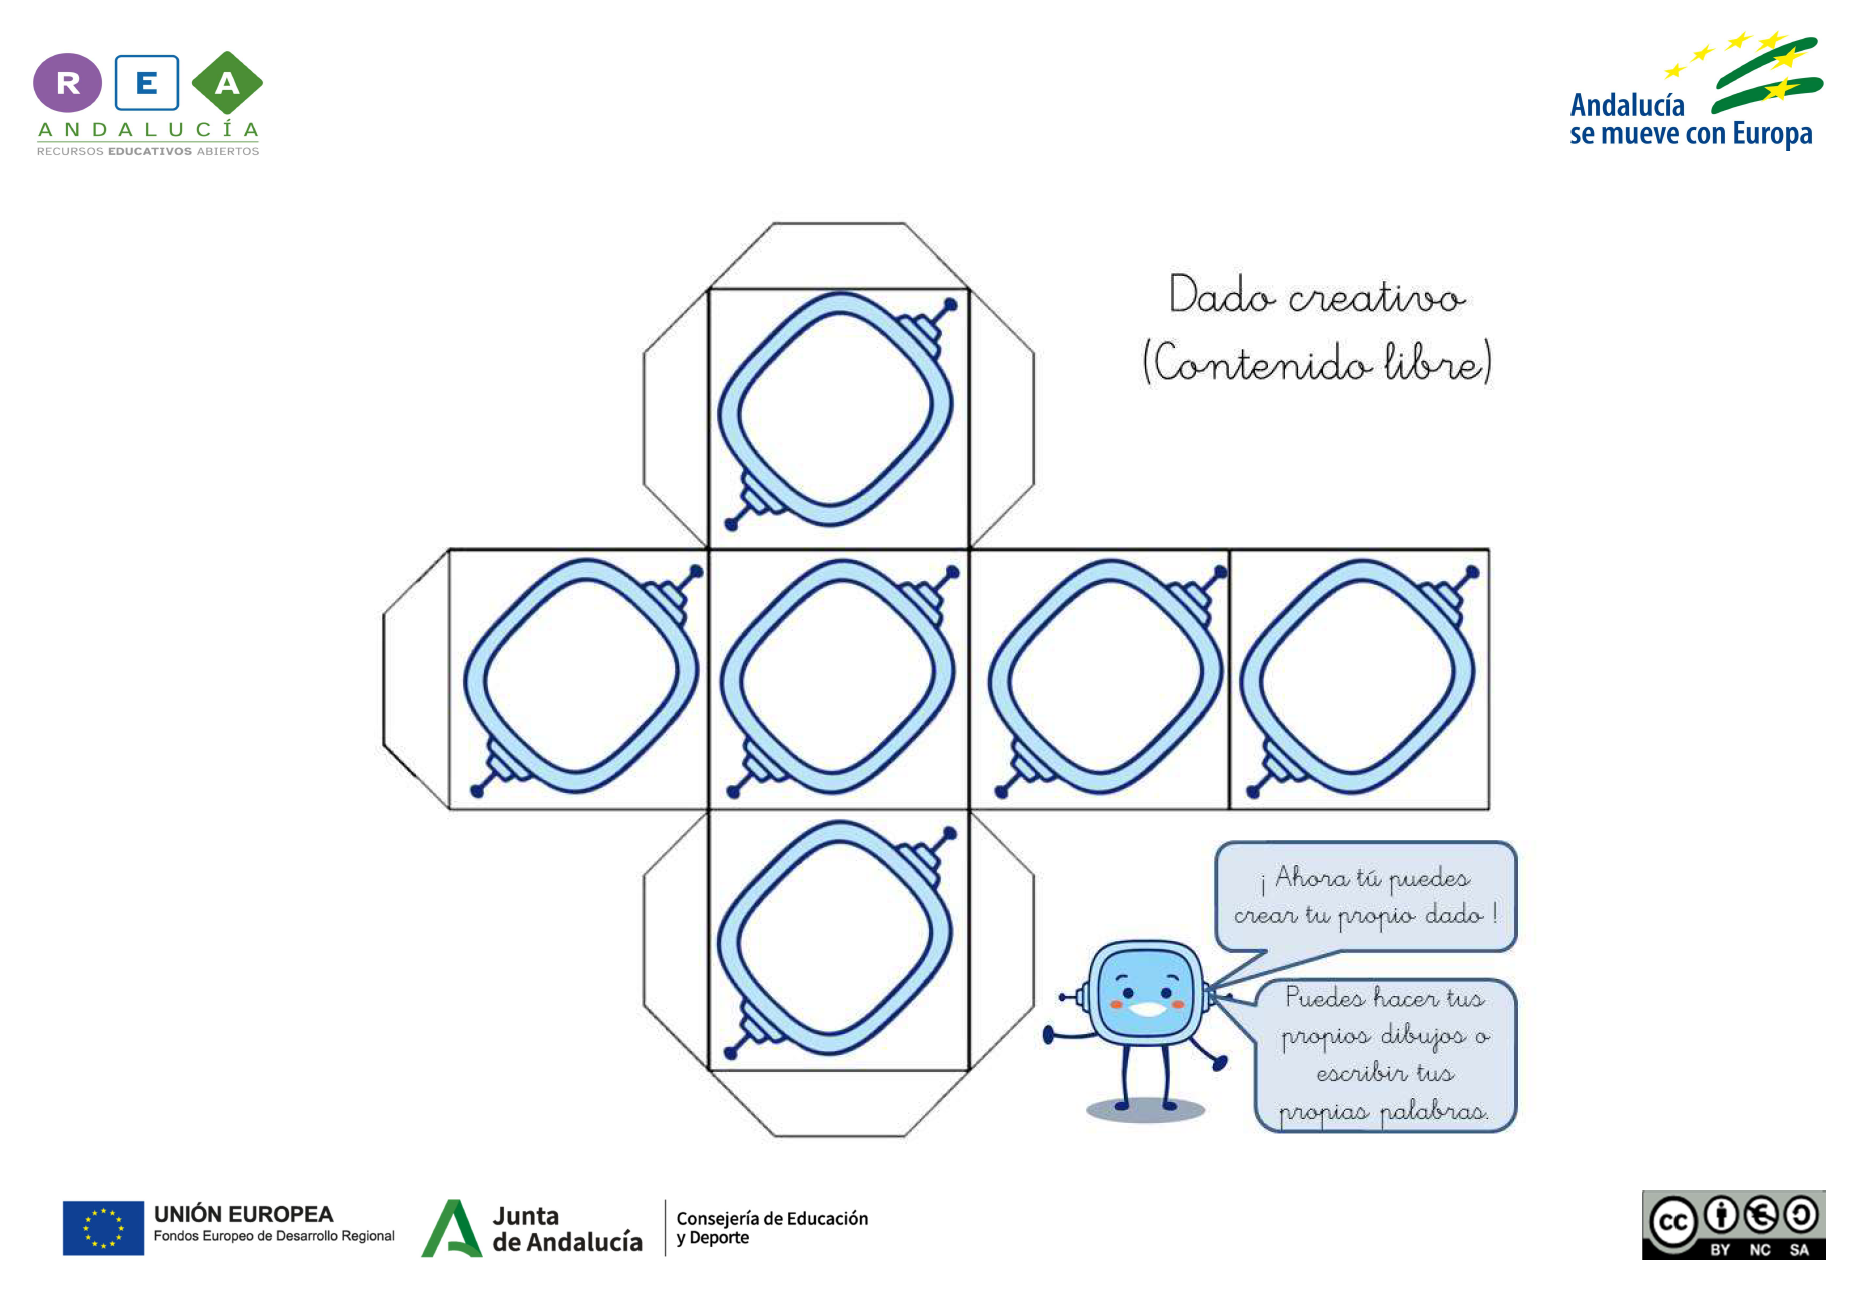 R E A
ANDALUCÍA
RECURSOS EDUCATIVOS ABIERTOS
Andalucía
se mueve con Europa
Dado creativo
(Contenido libre)
¡ Ahora tú puedes
crear tu propio dado !
Puedes hacer tus
propios dibujos o
escribir tus
propias palabras.
UNIÓN EUROPEA
Fondos Europeo de Desarrollo Regional
Junta
de Andalucía
Consejería de Educación
y Deporte
cc
BY NC SA